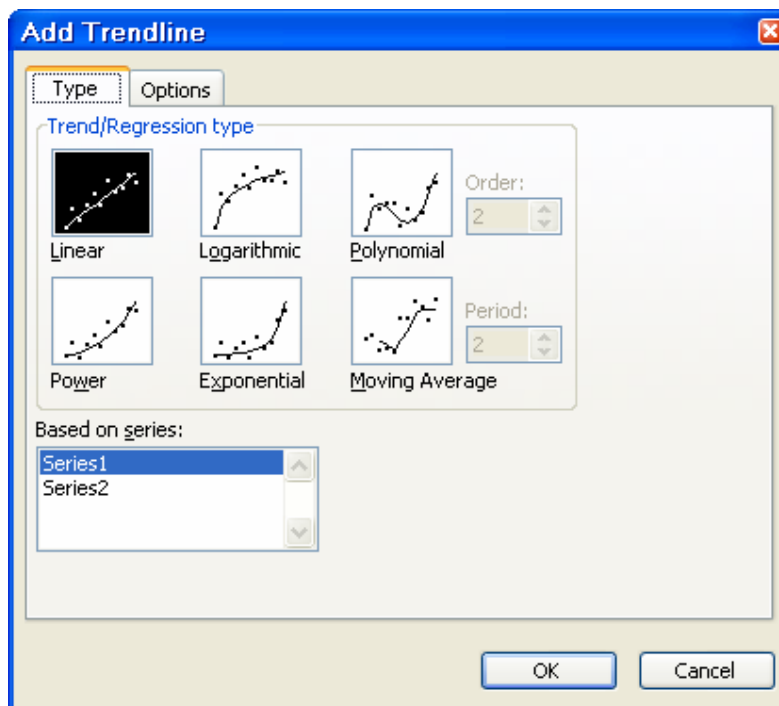 Add Trendline
Type
Options
Trend/Regression type
Linear
Logarithmic
Polynomial
Order:
2
Power
Exponential
Moving Average
Period:
2
Based on series:
Series1
Series2
OK
Cancel